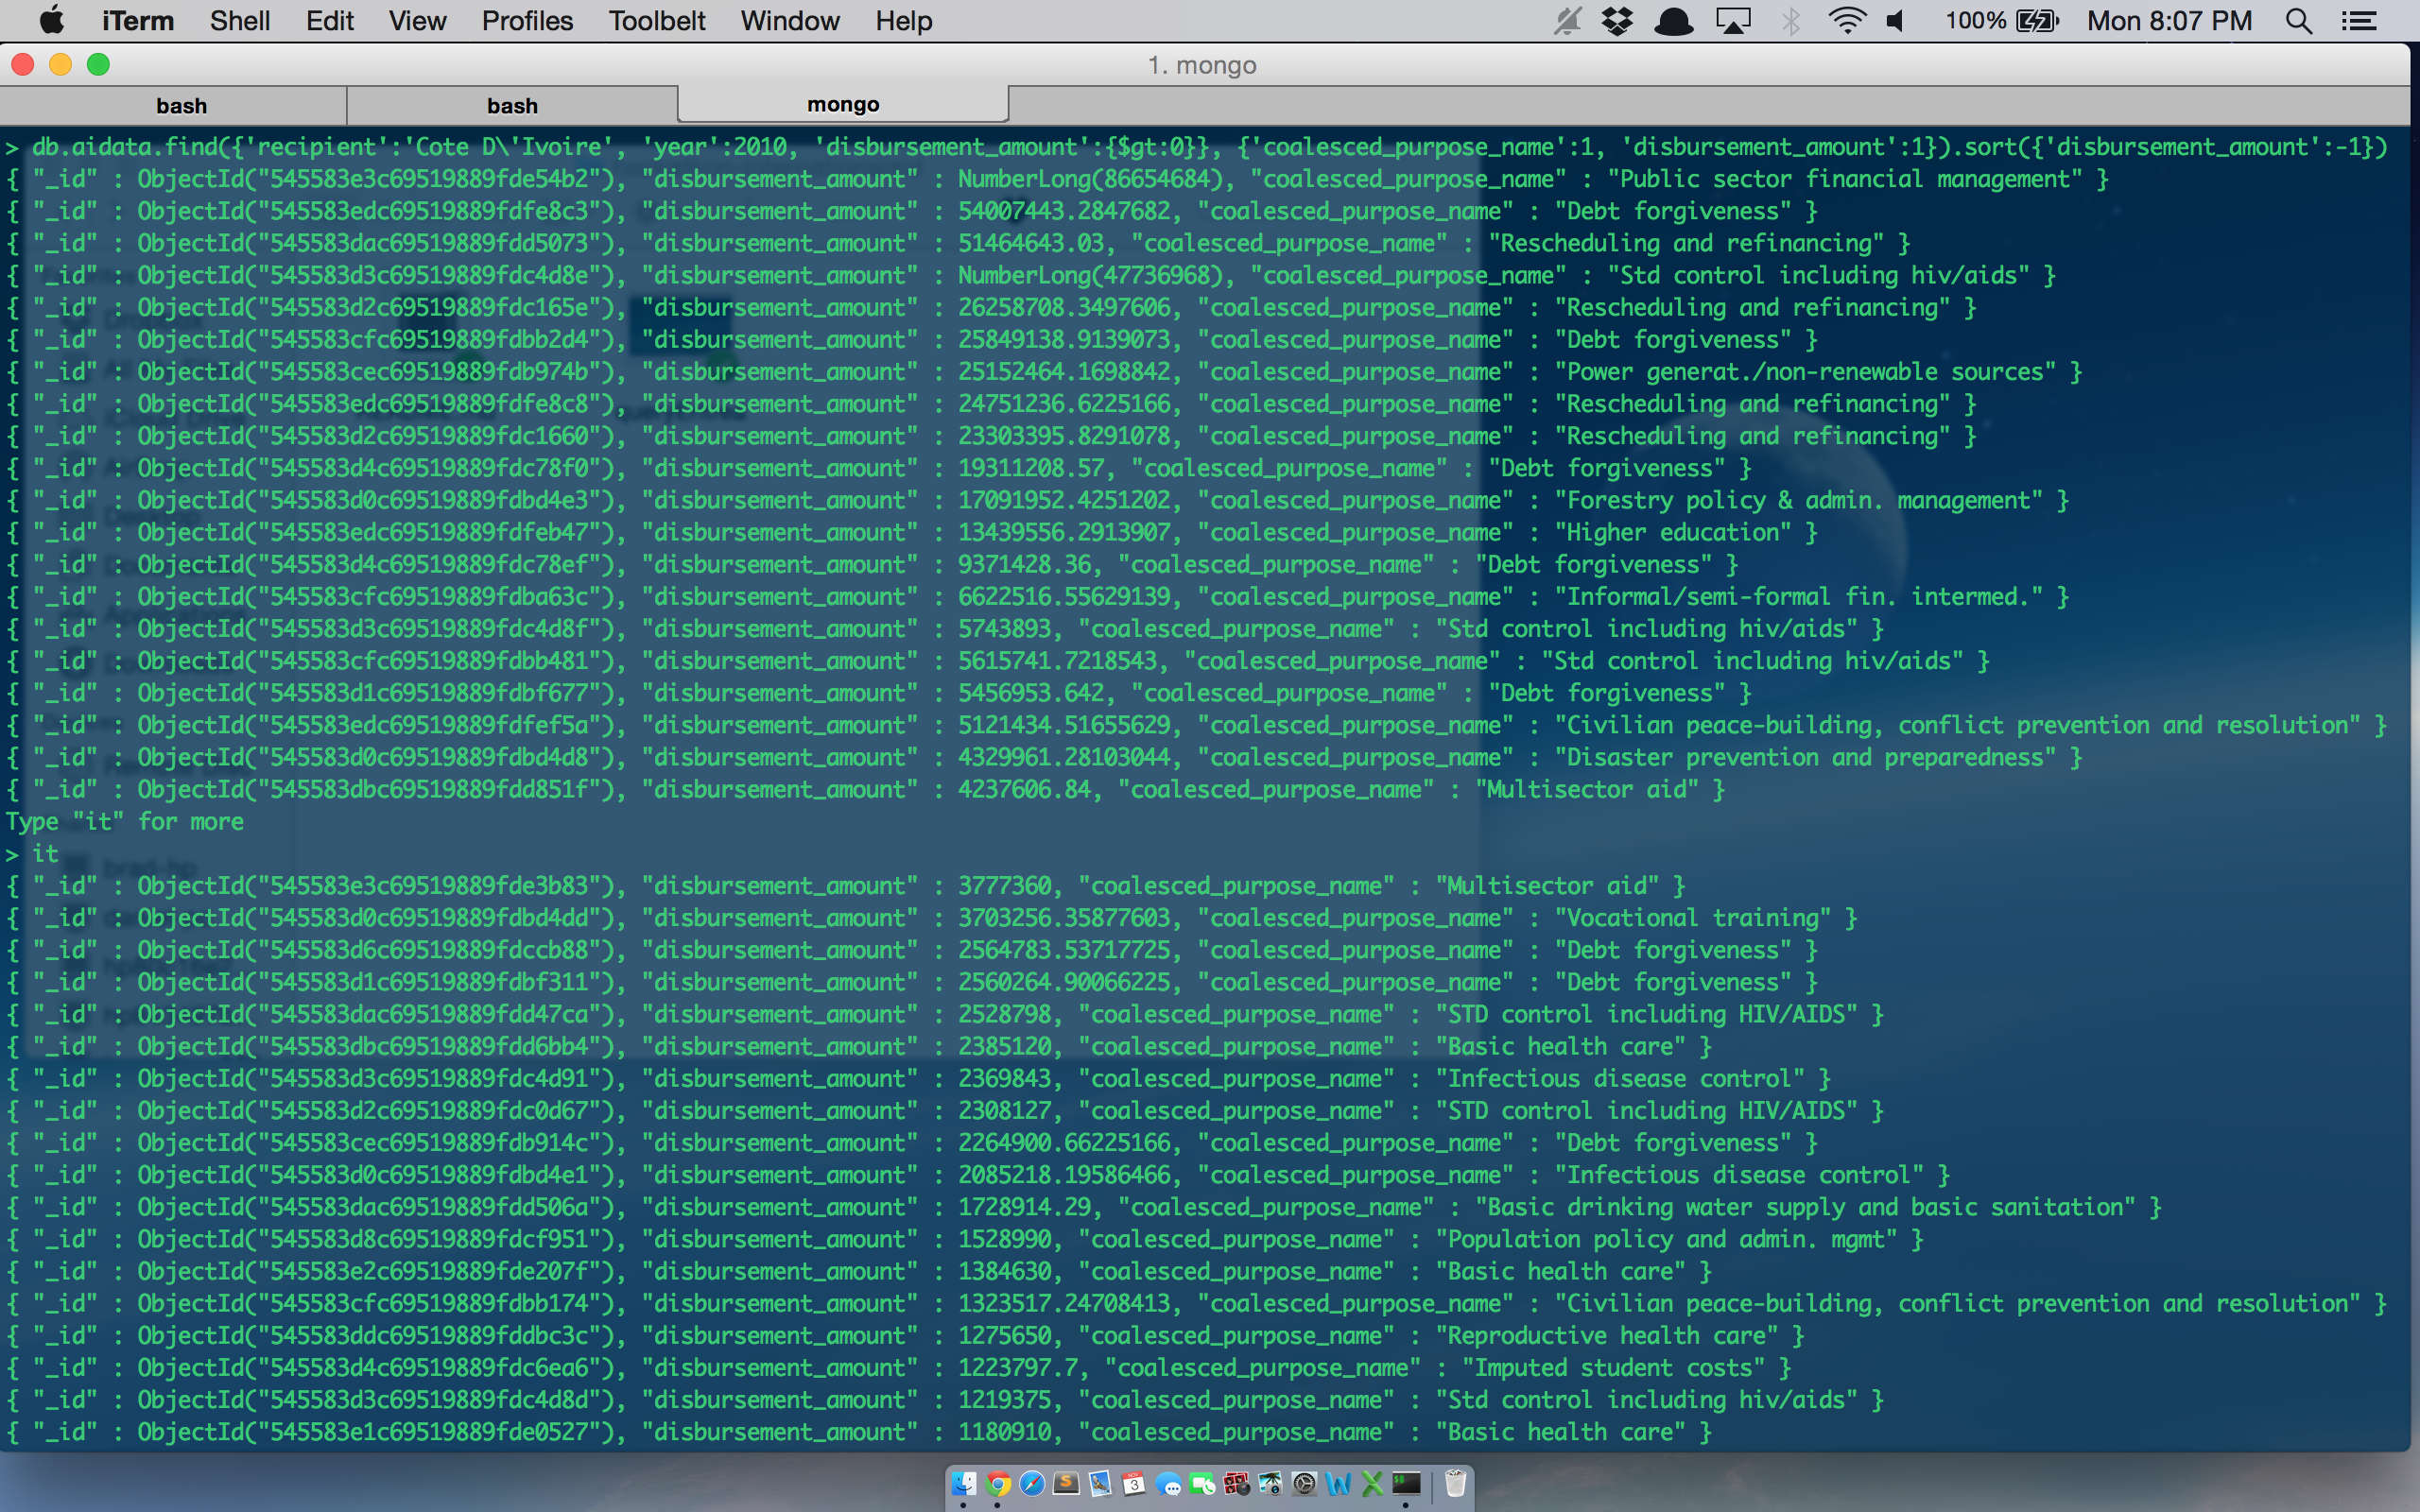 iTerm Shell Edit View Profiles Toolbelt Window Help 100% Mon 8:07 PM
1. mongo
bash bash mongo
> db.aidata.find({'recipient':'Cote D\'Ivoire', 'year':2010, 'disbursement_amount':{$gt:0}}, {'coalesced_purpose_name':1, 'disbursement_amount':1}).sort({'disbursement_amount':-1})
{ "_id" : ObjectId("545583e3c69519889fde54b2"), "disbursement_amount" : NumberLong(86654684), "coalesced_purpose_name" : "Public sector financial management" }
{ "_id" : ObjectId("545583edc69519889fdfe8c3"), "disbursement_amount" : 54007443.2847682, "coalesced_purpose_name" : "Debt forgiveness" }
{ "_id" : ObjectId("545583dac69519889fdd5073"), "disbursement_amount" : 51464643.03, "coalesced_purpose_name" : "Rescheduling and refinancing" }
{ "_id" : ObjectId("545583d3c69519889fdc4d8e"), "disbursement_amount" : NumberLong(47736968), "coalesced_purpose_name" : "Std control including hiv/aids" }
{ "_id" : ObjectId("545583d2c69519889fdc165e"), "disbursement_amount" : 26258708.3497606, "coalesced_purpose_name" : "Rescheduling and refinancing" }
{ "_id" : ObjectId("545583cfc69519889fdbb2d4"), "disbursement_amount" : 25849138.9139073, "coalesced_purpose_name" : "Debt forgiveness" }
{ "_id" : ObjectId("545583cec69519889fdb974b"), "disbursement_amount" : 25152464.1698842, "coalesced_purpose_name" : "Power generat./non-renewable sources" }
{ "_id" : ObjectId("545583edc69519889fdfe8c8"), "disbursement_amount" : 24751236.6225166, "coalesced_purpose_name" : "Rescheduling and refinancing" }
{ "_id" : ObjectId("545583d2c69519889fdc1660"), "disbursement_amount" : 23303395.8291078, "coalesced_purpose_name" : "Rescheduling and refinancing" }
{ "_id" : ObjectId("545583d4c69519889fdc78f0"), "disbursement_amount" : 19311208.57, "coalesced_purpose_name" : "Debt forgiveness" }
{ "_id" : ObjectId("545583d0c69519889fdbd4e3"), "disbursement_amount" : 17091952.4251202, "coalesced_purpose_name" : "Forestry policy & admin. management" }
{ "_id" : ObjectId("545583edc69519889fdfeb47"), "disbursement_amount" : 13439556.2913907, "coalesced_purpose_name" : "Higher education" }
{ "_id" : ObjectId("545583d4c69519889fdc78ef"), "disbursement_amount" : 9371428.36, "coalesced_purpose_name" : "Debt forgiveness" }
{ "_id" : ObjectId("545583cfc69519889fdba63c"), "disbursement_amount" : 6622516.55629139, "coalesced_purpose_name" : "Informal/semi-formal fin. intermed." }
{ "_id" : ObjectId("545583d3c69519889fdc4d8f"), "disbursement_amount" : 5743893, "coalesced_purpose_name" : "Std control including hiv/aids" }
{ "_id" : ObjectId("545583cfc69519889fdbb481"), "disbursement_amount" : 5615741.7218543, "coalesced_purpose_name" : "Std control including hiv/aids" }
{ "_id" : ObjectId("545583d1c69519889fdbf677"), "disbursement_amount" : 5456953.642, "coalesced_purpose_name" : "Debt forgiveness" }
{ "_id" : ObjectId("545583edc69519889fdfef5a"), "disbursement_amount" : 5121434.51655629, "coalesced_purpose_name" : "Civilian peace-building, conflict prevention and resolution" }
{ "_id" : ObjectId("545583d0c69519889fdbd4d8"), "disbursement_amount" : 4329961.28103044, "coalesced_purpose_name" : "Disaster prevention and preparedness" }
{ "_id" : ObjectId("545583dbc69519889fdd851f"), "disbursement_amount" : 4237606.84, "coalesced_purpose_name" : "Multisector aid" }
Type "it" for more
> it
{ "_id" : ObjectId("545583e3c69519889fde3b83"), "disbursement_amount" : 3777360, "coalesced_purpose_name" : "Multisector aid" }
{ "_id" : ObjectId("545583d0c69519889fdbd4dd"), "disbursement_amount" : 3703256.35877603, "coalesced_purpose_name" : "Vocational training" }
{ "_id" : ObjectId("545583d6c69519889fdccb88"), "disbursement_amount" : 2564783.53717725, "coalesced_purpose_name" : "Debt forgiveness" }
{ "_id" : ObjectId("545583d1c69519889fdbf311"), "disbursement_amount" : 2560264.90066225, "coalesced_purpose_name" : "Debt forgiveness" }
{ "_id" : ObjectId("545583dac69519889fdd47ca"), "disbursement_amount" : 2528798, "coalesced_purpose_name" : "STD control including HIV/AIDS" }
{ "_id" : ObjectId("545583dbc69519889fdd6bb4"), "disbursement_amount" : 2385120, "coalesced_purpose_name" : "Basic health care" }
{ "_id" : ObjectId("545583d3c69519889fdc4d91"), "disbursement_amount" : 2369843, "coalesced_purpose_name" : "Infectious disease control" }
{ "_id" : ObjectId("545583d2c69519889fdc0d67"), "disbursement_amount" : 2308127, "coalesced_purpose_name" : "STD control including HIV/AIDS" }
{ "_id" : ObjectId("545583cec69519889fdb914c"), "disbursement_amount" : 2264900.66225166, "coalesced_purpose_name" : "Debt forgiveness" }
{ "_id" : ObjectId("545583d0c69519889fdbd4e1"), "disbursement_amount" : 2085218.19586466, "coalesced_purpose_name" : "Infectious disease control" }
{ "_id" : ObjectId("545583dac69519889fdd506a"), "disbursement_amount" : 1728914.29, "coalesced_purpose_name" : "Basic drinking water supply and basic sanitation" }
{ "_id" : ObjectId("545583d8c69519889fdcf951"), "disbursement_amount" : 1528990, "coalesced_purpose_name" : "Population policy and admin. mgmt" }
{ "_id" : ObjectId("545583e2c69519889fde207f"), "disbursement_amount" : 1384630, "coalesced_purpose_name" : "Basic health care" }
{ "_id" : ObjectId("545583cfc69519889fdbb174"), "disbursement_amount" : 1323517.24708413, "coalesced_purpose_name" : "Civilian peace-building, conflict prevention and resolution" }
{ "_id" : ObjectId("545583ddc69519889fddbc3c"), "disbursement_amount" : 1275650, "coalesced_purpose_name" : "Reproductive health care" }
{ "_id" : ObjectId("545583d4c69519889fdc6ea6"), "disbursement_amount" : 1223797.7, "coalesced_purpose_name" : "Imputed student costs" }
{ "_id" : ObjectId("545583d3c69519889fdc4d8d"), "disbursement_amount" : 1219375, "coalesced_purpose_name" : "Std control including hiv/aids" }
{ "_id" : ObjectId("545583e1c69519889fde0527"), "disbursement_amount" : 1180910, "coalesced_purpose_name" : "Basic health care" }